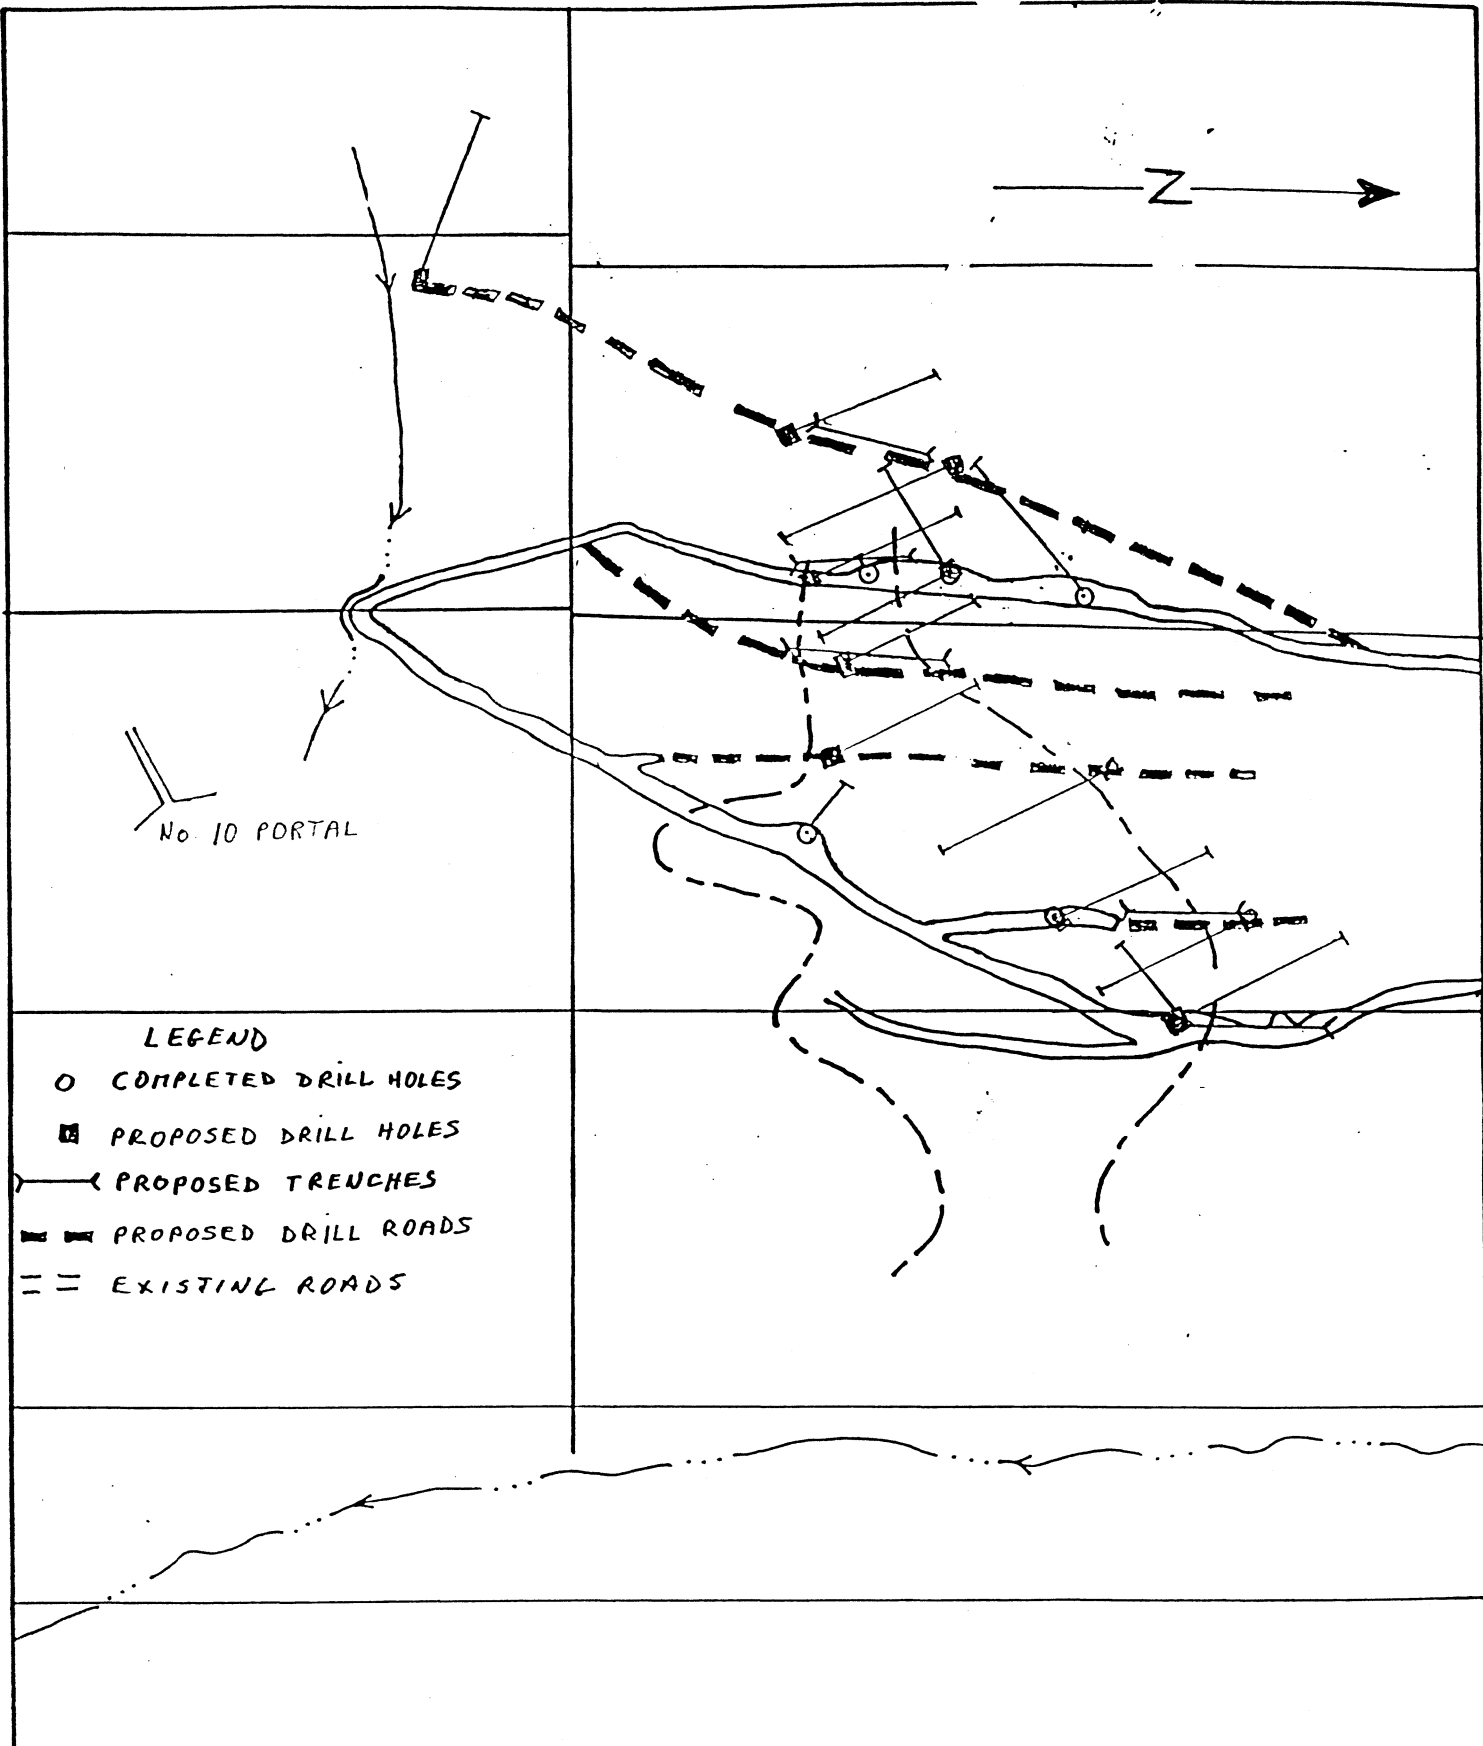 N
No. 10 PORTAL
LEGEND
COMPLETED DRILL HOLES
PROPOSED DRILL HOLES
PROPOSED TRENCHES
PROPOSED DRILL ROADS
EXISTING ROADS